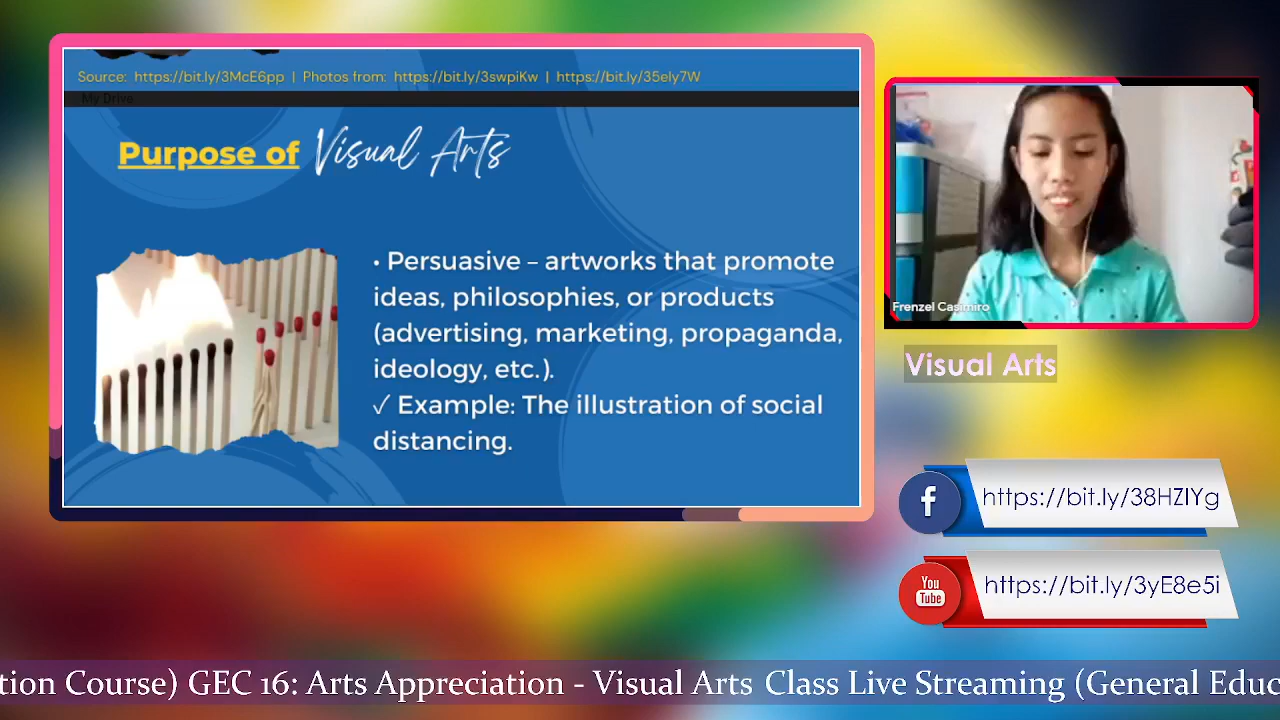 Source: https://bit.ly/3McE6pp | Photos from: https://bit.ly/3swpiKw | https://bit.ly/35ely7W
My Drive
Purpose of Visual Arts
• Persuasive – artworks that promote
ideas, philosophies, or products
(advertising, marketing, propaganda,
ideology, etc.).
✓ Example: The illustration of social
distancing.
Frenzel Casimiro
Visual Arts
f https://bit.ly/38HZIYg
You
Tube
https://bit.ly/3yE8e5i
tion Course) GEC 16: Arts Appreciation - Visual Arts Class Live Streaming (General Educ